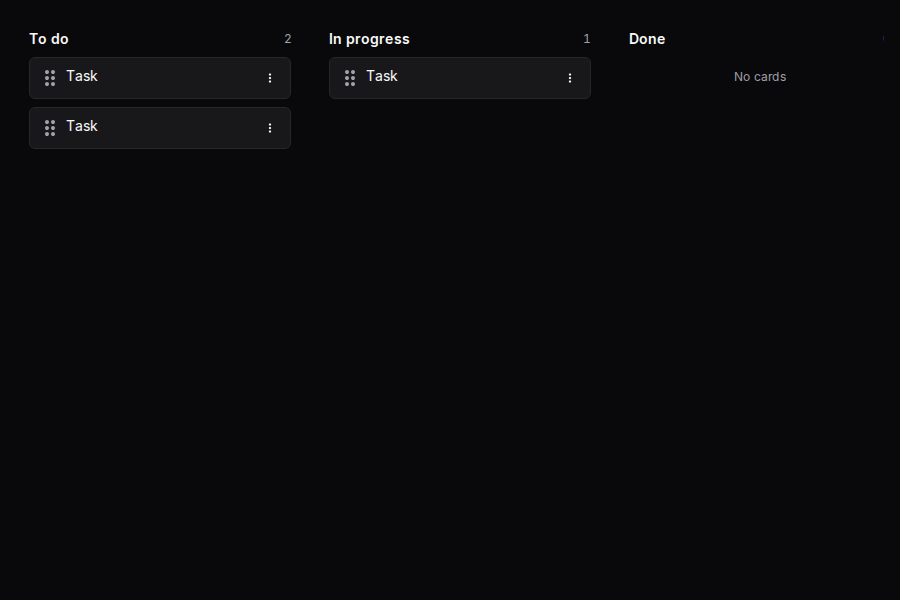 To do 2
Task
Task
In progress 1
Task
Done
No cards